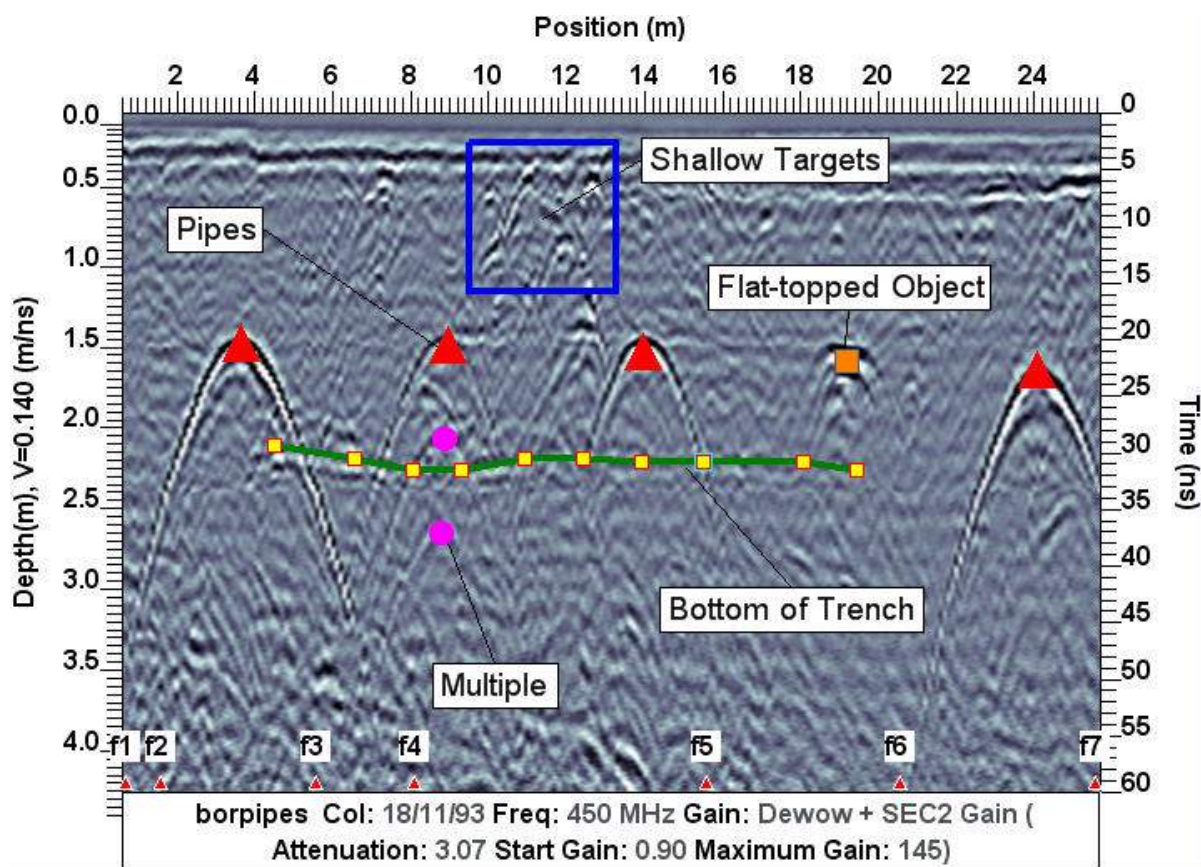 Position (m)
2 4 6 8 10 12 14 16 18 20 22 24
0.0
0.5
1.0
1.5
2.0
2.5
3.0
3.5
4.0
Depth(m), V=0.140 (m/ns)
0
5
10
15
20
25
30
35
40
45
50
55
60
Time (ns)
Shallow Targets
Pipes
Flat-topped Object
Bottom of Trench
Multiple
f1 f2 f3 f4 f5 f6 f7
borpipes Col: 18/11/93 Freq: 450 MHz Gain: Dewow + SEC2 Gain (
Attenuation: 3.07 Start Gain: 0.90 Maximum Gain: 145)